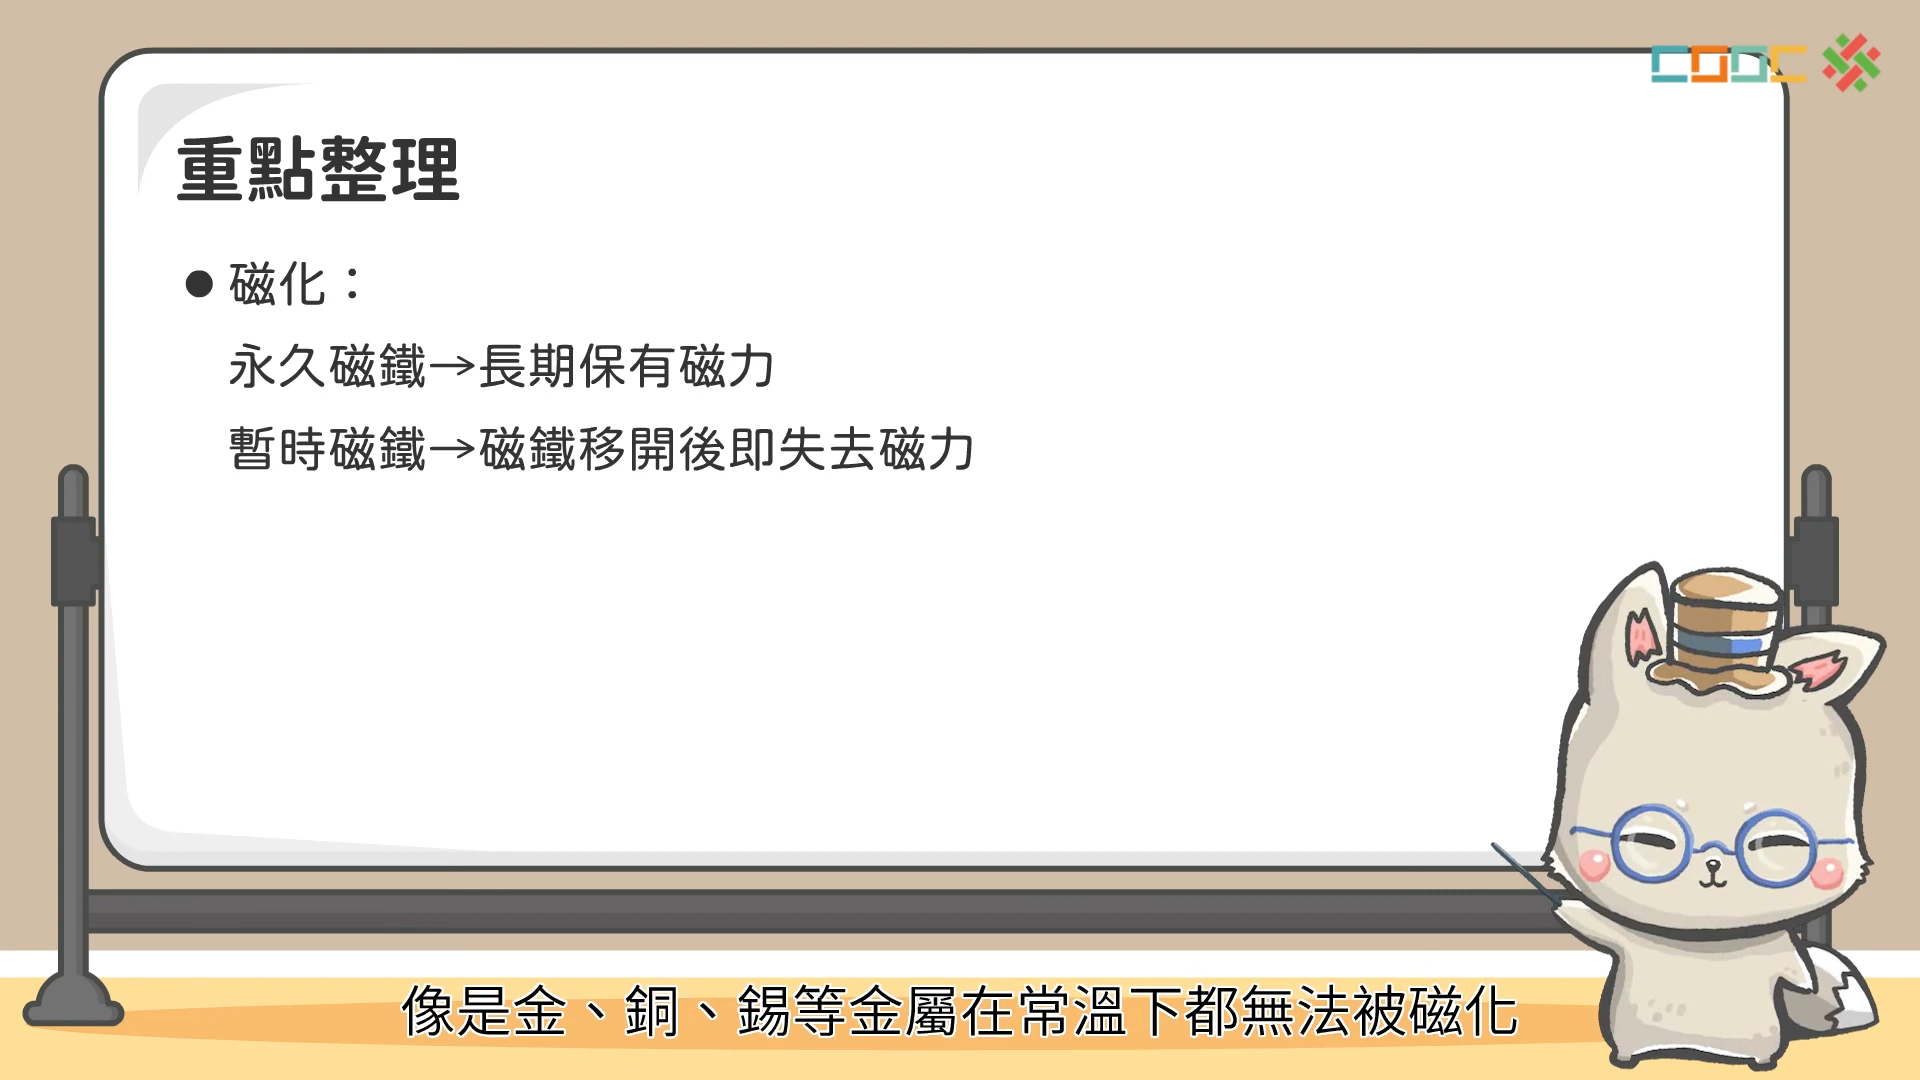 COOC
重點整理
● 磁化：
永久磁鐵→長期保有磁力
暫時磁鐵→磁鐵移開後即失去磁力
像是金、銅、錫等金屬在常溫下都無法被磁化